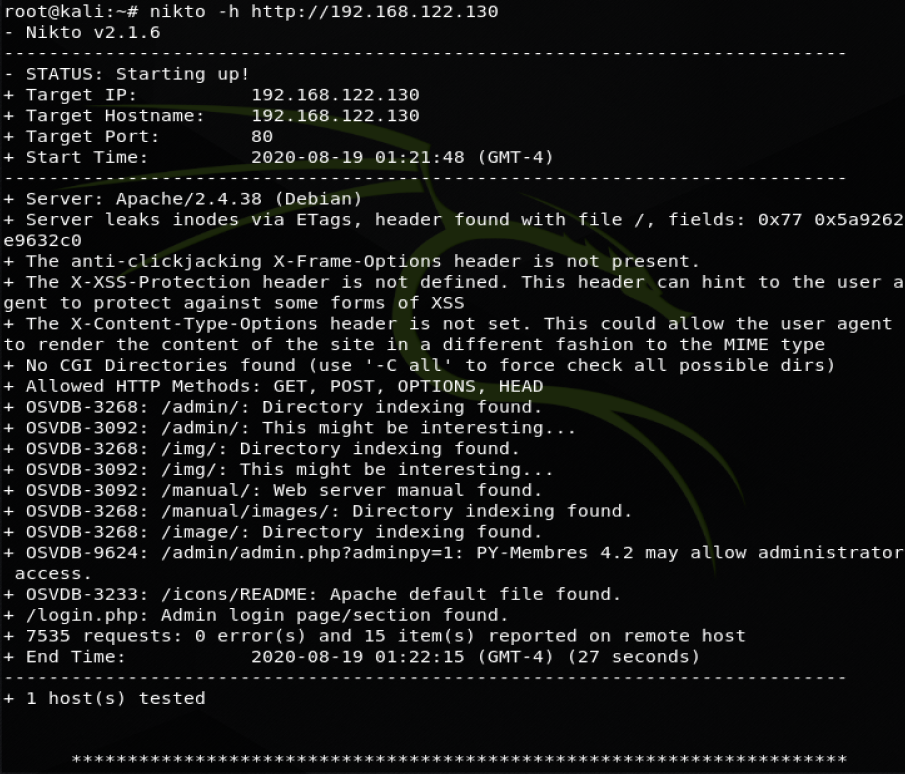 root@kali:~# nikto -h http://192.168.122.130
- Nikto v2.1.6
---------------------------------------------------------------------------
- STATUS: Starting up!
+ Target IP:          192.168.122.130
+ Target Hostname:    192.168.122.130
+ Target Port:        80
+ Start Time:         2020-08-19 01:21:48 (GMT-4)
---------------------------------------------------------------------------
+ Server: Apache/2.4.38 (Debian)
+ Server leaks inodes via ETags, header found with file /, fields: 0x77 0x5a9262
e9632c0
+ The anti-clickjacking X-Frame-Options header is not present.
+ The X-XSS-Protection header is not defined. This header can hint to the user a
gent to protect against some forms of XSS
+ The X-Content-Type-Options header is not set. This could allow the user agent
to render the content of the site in a different fashion to the MIME type
+ No CGI Directories found (use '-C all' to force check all possible dirs)
+ Allowed HTTP Methods: GET, POST, OPTIONS, HEAD
+ OSVDB-3268: /admin/: Directory indexing found.
+ OSVDB-3092: /admin/: This might be interesting...
+ OSVDB-3268: /img/: Directory indexing found.
+ OSVDB-3092: /img/: This might be interesting...
+ OSVDB-3092: /manual/: Web server manual found.
+ OSVDB-3268: /manual/images/: Directory indexing found.
+ OSVDB-3268: /image/: Directory indexing found.
+ OSVDB-9624: /admin/admin.php?adminpy=1: PY-Membres 4.2 may allow administrator
 access.
+ OSVDB-3233: /icons/README: Apache default file found.
+ /login.php: Admin login page/section found.
+ 7535 requests: 0 error(s) and 15 item(s) reported on remote host
+ End Time:           2020-08-19 01:22:15 (GMT-4) (27 seconds)
---------------------------------------------------------------------------
+ 1 host(s) tested
      *********************************************************************